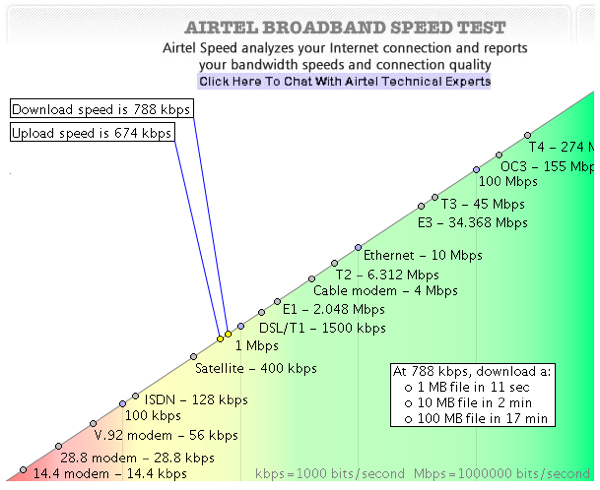 AIRTEL BROADBAND SPEED TEST
Airtel Speed analyzes your Internet connection and reports
your bandwidth speeds and connection quality
Click Here To Chat With Airtel Technical Experts
Download speed is 788 kbps
Upload speed is 674 kbps
T4 – 274 M
OC3 – 155 Mbp
100 Mbps
T3 – 45 Mbps
E3 – 34.368 Mbps
Ethernet – 10 Mbps
T2 – 6.312 Mbps
Cable modem – 4 Mbps
E1 – 2.048 Mbps
DSL/T1 – 1500 kbps
1 Mbps
Satellite – 400 kbps
ISDN – 128 kbps
100 kbps
V.92 modem – 56 kbps
28.8 modem – 28.8 kbps
14.4 modem – 14.4 kbps
At 788 kbps, download a:
1 MB file in 11 sec
10 MB file in 2 min
100 MB file in 17 min
kbps=1000 bits/second Mbps=1000000 bits/second